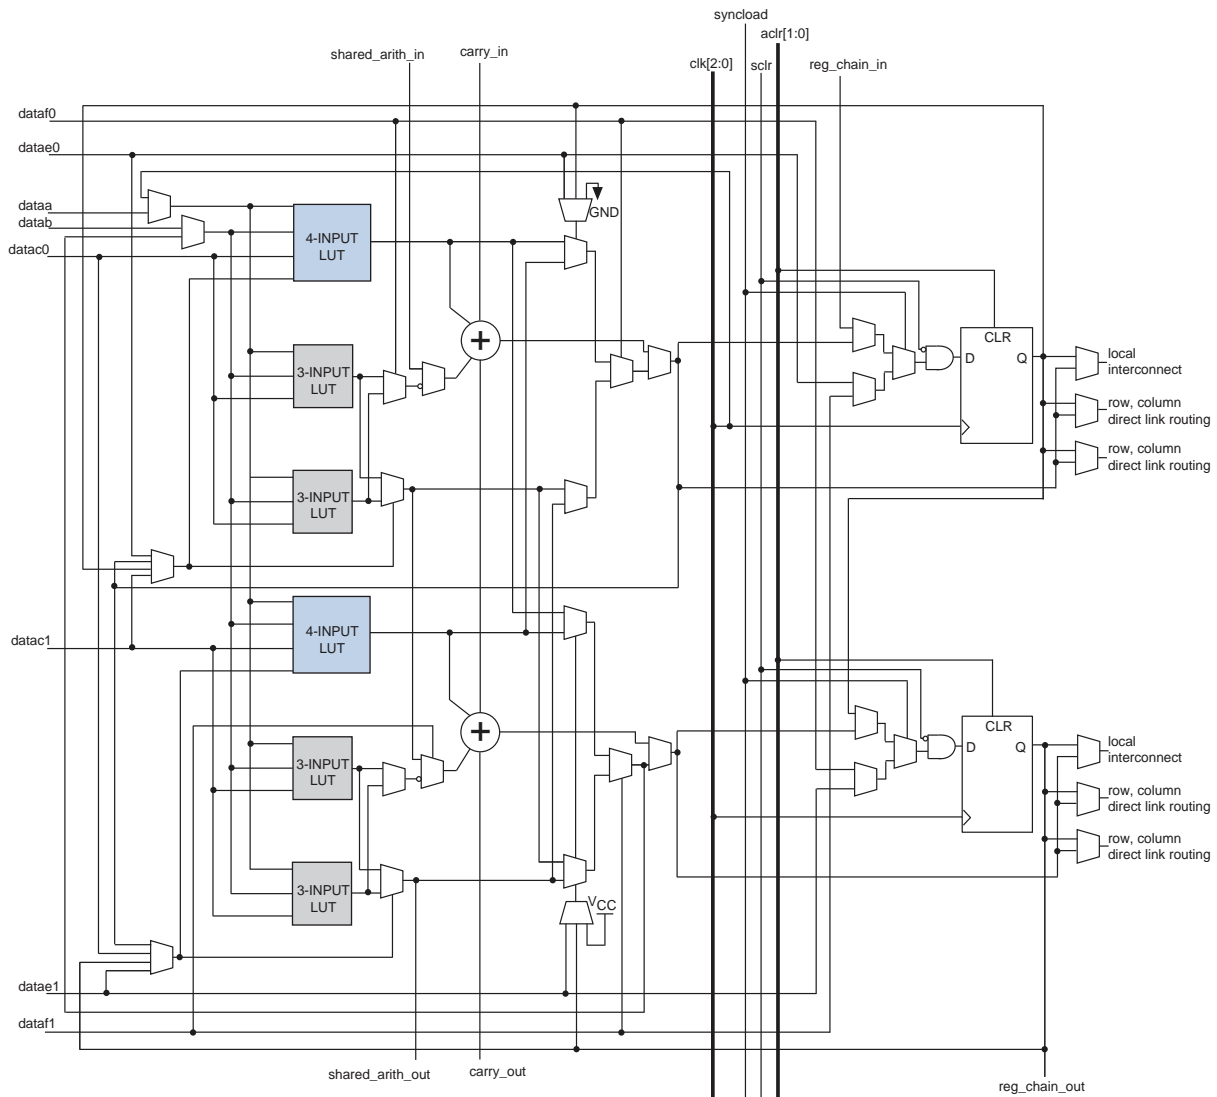 syncload
aclr[1:0]
shared_arith_in
carry_in
clk[2:0]
sclr
reg_chain_in
dataf0
datae0
dataa
datab
datac0
GND
4-INPUT
LUT
+
CLR
D
Q
local
interconnect
3-INPUT
LUT
row, column
direct link routing
row, column
direct link routing
3-INPUT
LUT
4-INPUT
LUT
datac1
+
CLR
D
Q
local
interconnect
3-INPUT
LUT
row, column
direct link routing
row, column
direct link routing
3-INPUT
LUT
VCC
datae1
dataf1
shared_arith_out
carry_out
reg_chain_out